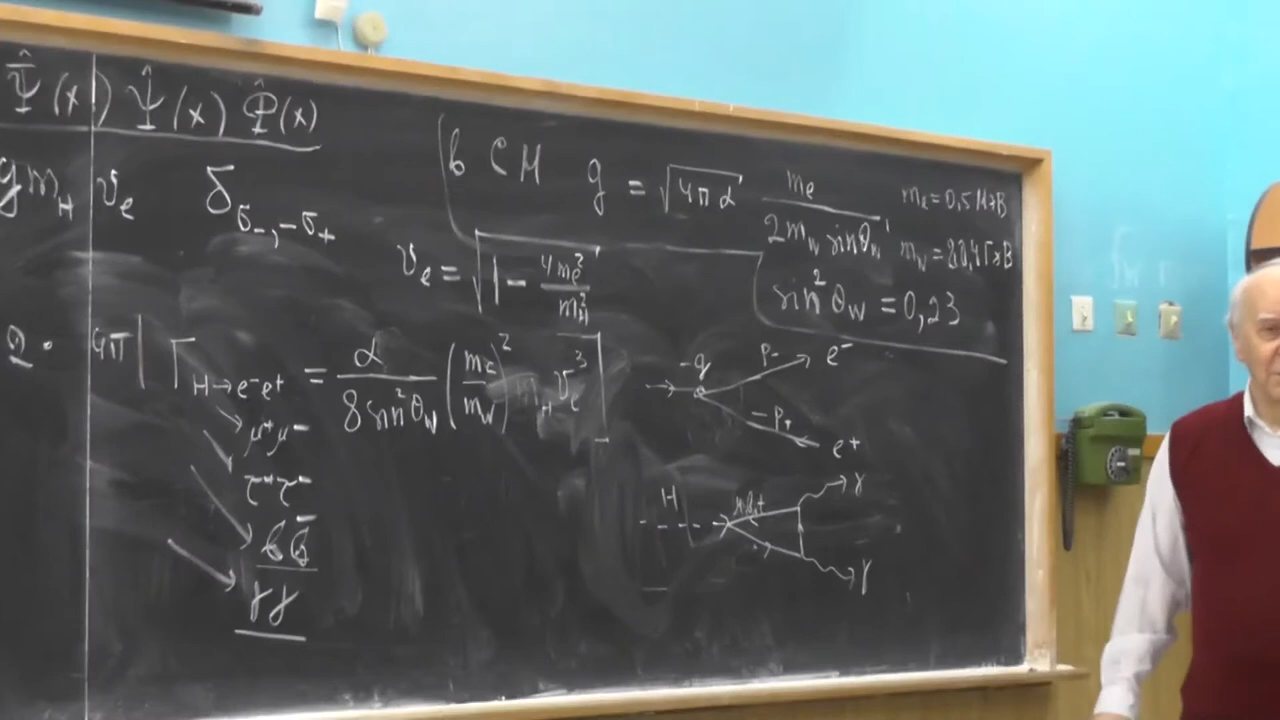 Ψ̄̂(x) Ψ̂(x) Φ̂(x)
g m_H v_e δ_{σ₋,-σ₊}
в СМ g = √(4πα) m_e / (2m_W sinθ_W)
m_e = 0,5 МэВ
m_W = 80,4 ГэВ
sin²θ_W = 0,23
v_e = √(1 - 4m_e²/m_H²)
4π Γ_{H→e⁻e⁺} = α/(8 sin²θ_W) (m_e/m_W)² m_H v_e³
μ⁺μ⁻
τ⁺τ⁻
b b̄
γγ
-g p₋ e⁻
-p₊ e⁺
H γ
γ